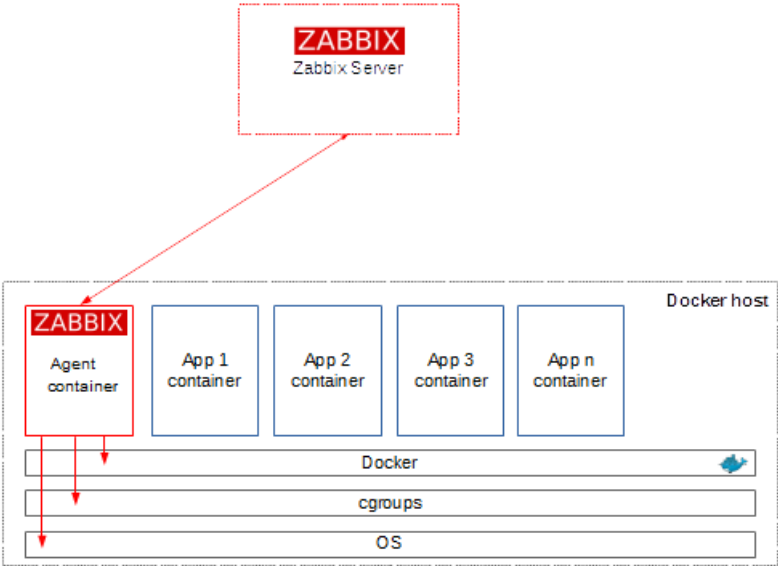 ZABBIX
Zabbix Server
Docker host
ZABBIX
Agent
container
App 1
container
App 2
container
App 3
container
App n
container
Docker
cgroups
OS